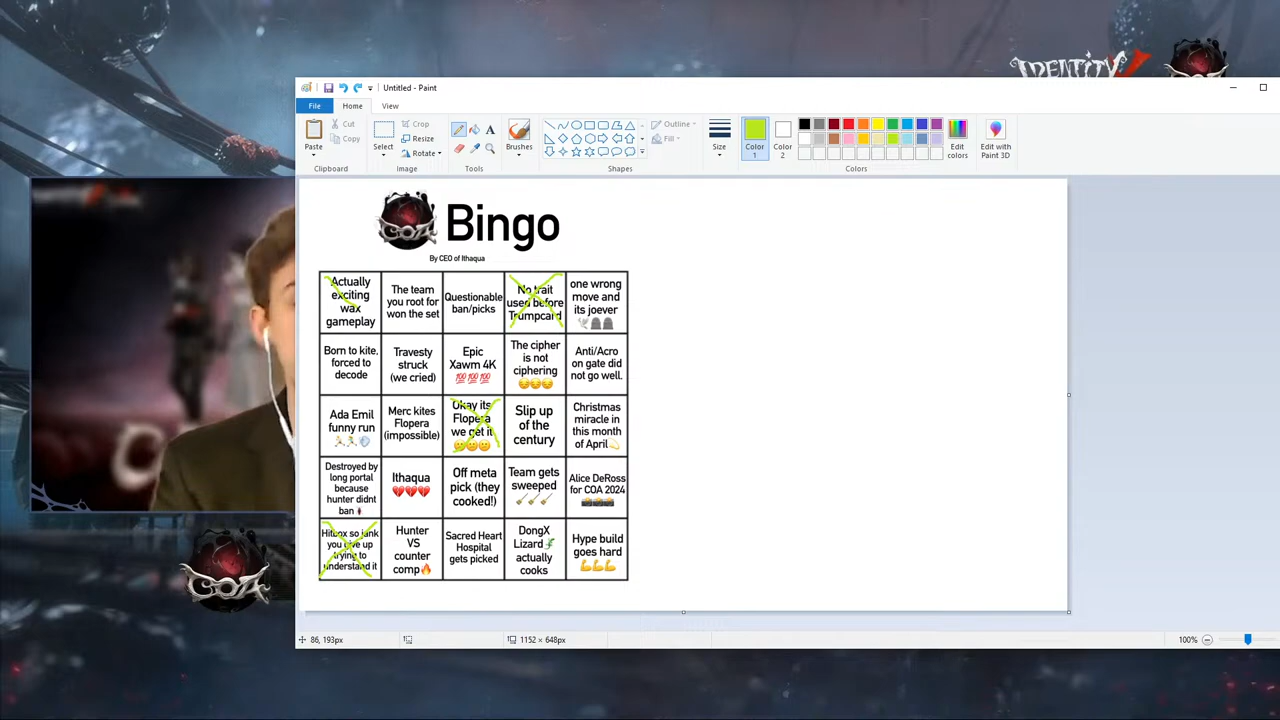 IDENTITY
Untitled - Paint
File
Home
View
Paste
Cut
Copy
Clipboard
Select
Crop
Resize
Rotate
Image
A
Tools
Brushes
Shapes
Outline
Fill
Size
Color 1
Color 2
Edit colors
Colors
Edit with Paint 3D
COA
Bingo
By CEO of Ithaqua
Actually
exciting
wax
gameplay
The team
you root for
won the set
Questionable
ban/picks
No trait
used before
Trumpcard
one wrong
move and
its joever
🕊️🪦🪦
Born to kite,
forced to
decode
Travesty
struck
(we cried)
Epic
Xawm 4K
💯💯💯
The cipher
is not
ciphering
😔😔😔
Anti/Acro
on gate did
not go well.
Ada Emil
funny run
Merc kites
Flopera
(impossible)
Okay its
Flopera
we get it
Slip up
of the
century
Christmas
miracle in
this month
of April
Destroyed by
long portal
because
hunter didnt
ban
Ithaqua
💔💔💔
Off meta
pick (they
cooked!)
Team gets
sweeped
🧹🧹🧹
Alice DeRoss
for COA 2024
📸📸📸
Hitbox so jank
you give up
trying to
understand it
Hunter
VS
counter
comp🔥
Sacred Heart
Hospital
gets picked
DongX
Lizard🦎
actually
cooks
Hype build
goes hard
💪💪💪
COA
86, 193px
1152 × 648px
100%